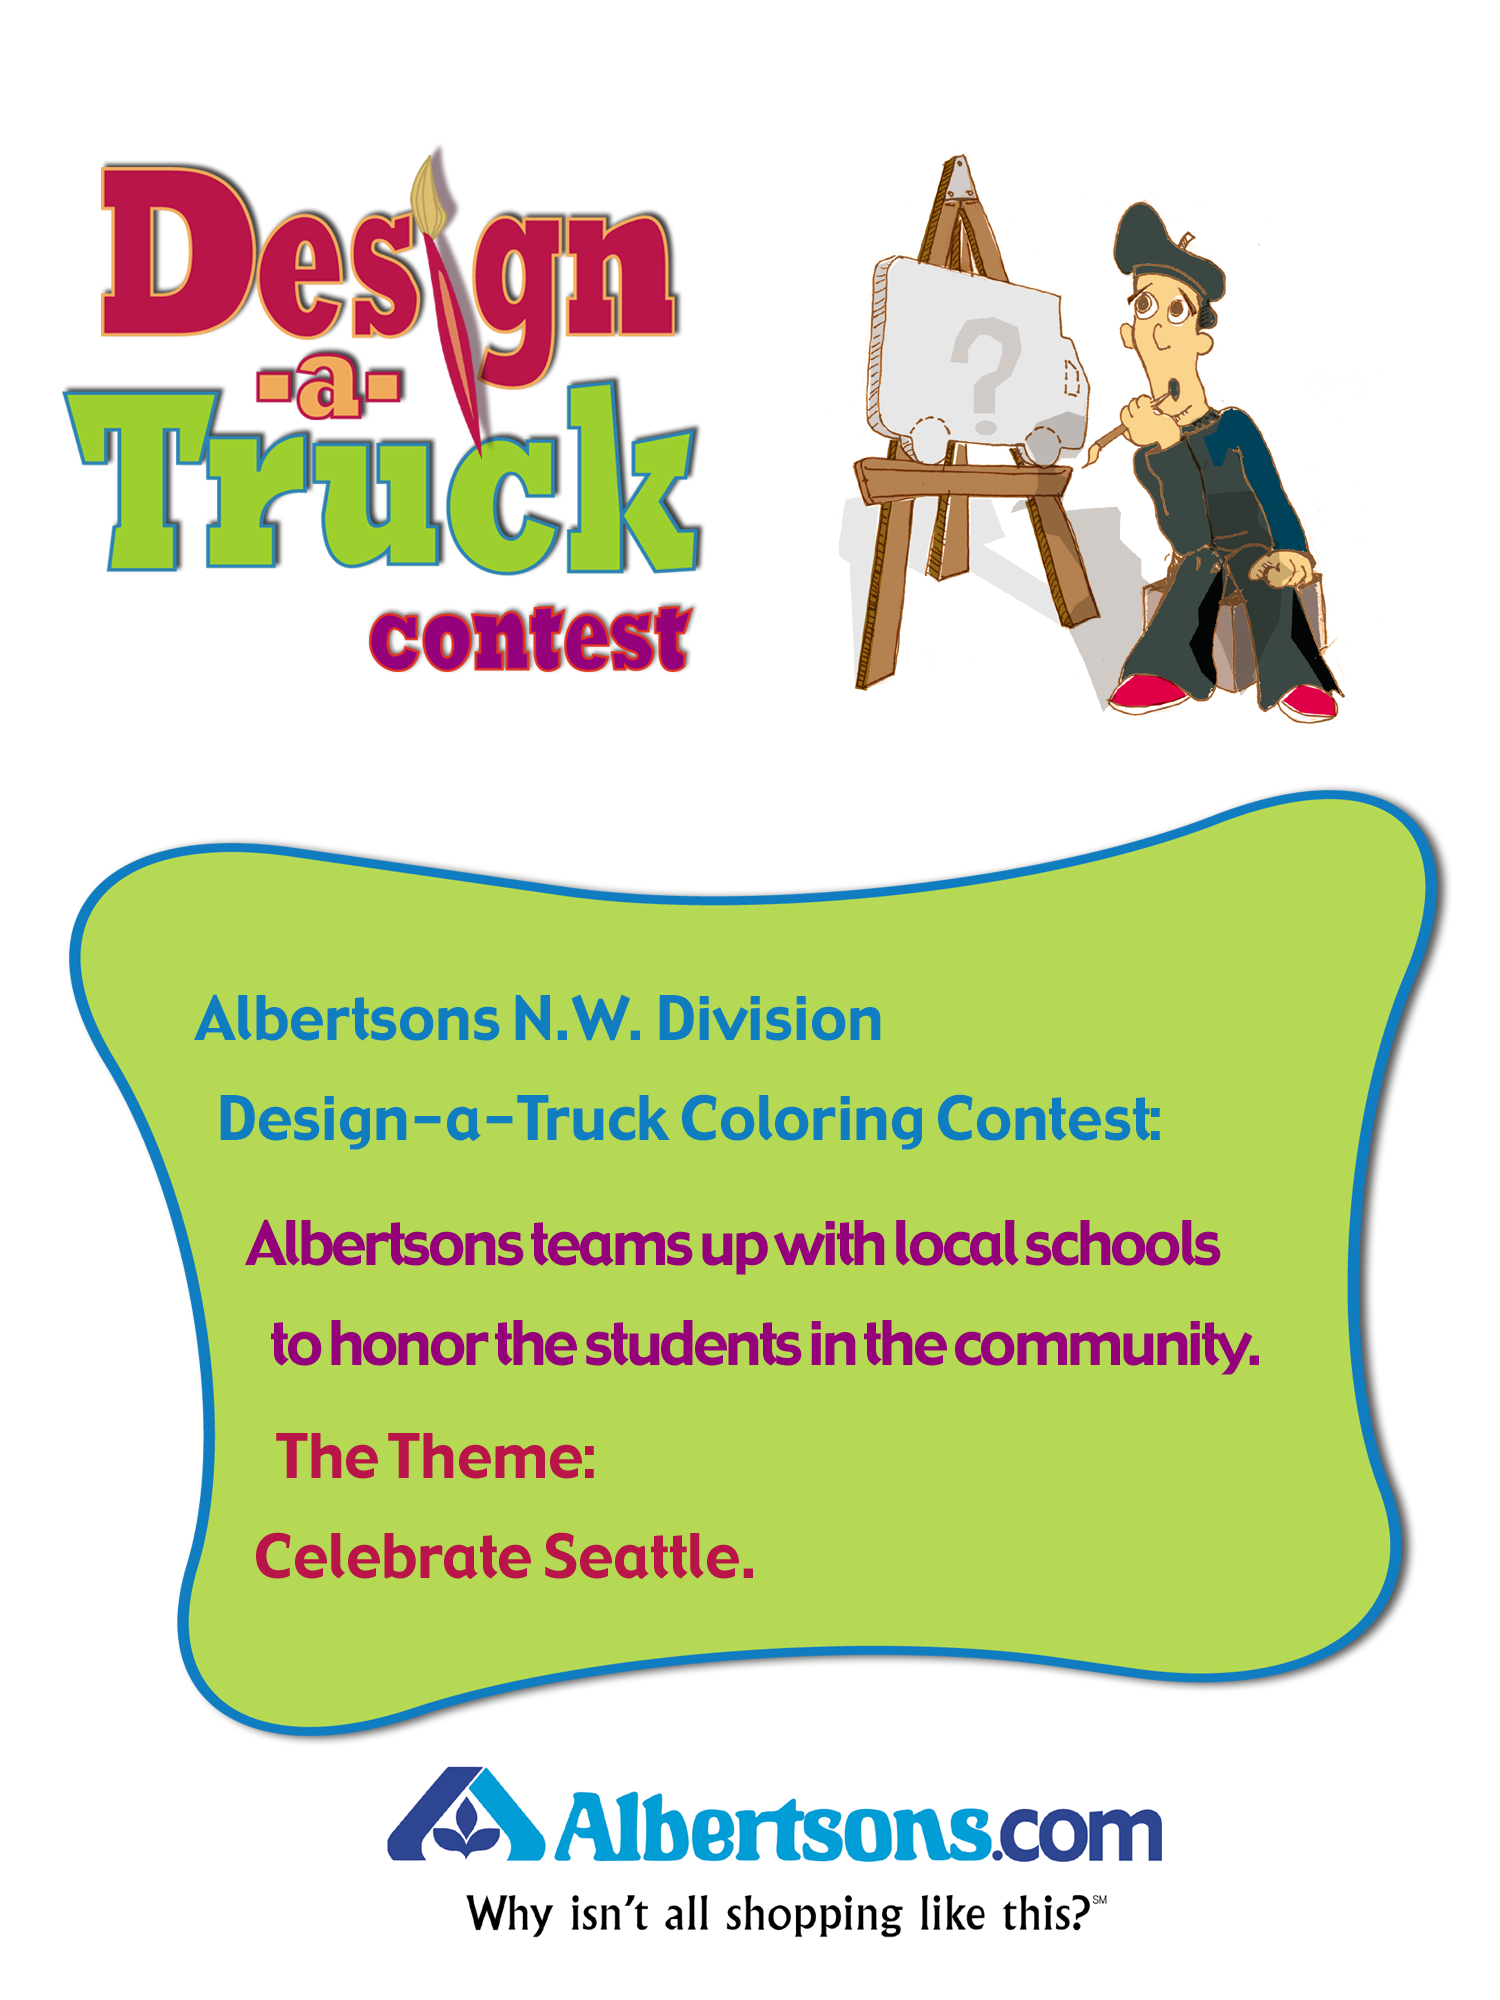 Design
-a-
Truck
contest
?
Albertsons N.W. Division
Design-a-Truck Coloring Contest:
Albertsons teams up with local schools
to honor the students in the community.
The Theme:
Celebrate Seattle.
Albertsons.com
Why isn't all shopping like this?℠